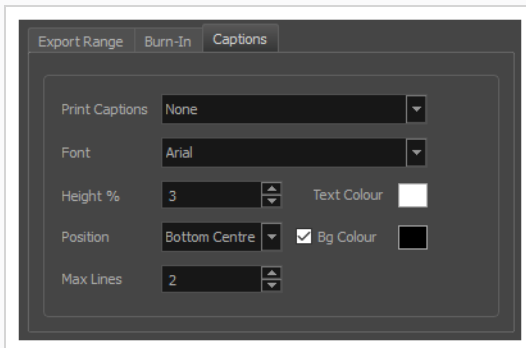 Export Range Burn-In Captions
Print Captions None
Font Arial
Height % 3 Text Colour
Position Bottom Centre Bg Colour
Max Lines 2